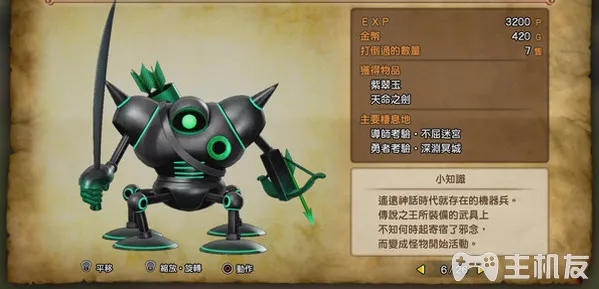 EXP 3200 P
金幣 420 G
打倒過的數量 7 隻
獲得物品
紫翠玉
天命之劍
主要棲息地
導師考驗・不屈迷宮
勇者考驗・深淵冥城
小知識
遙遠神話時代就存在的機器兵。
傳說之王所裝備的武具上
不知何時起寄宿了邪念,
而變成怪物開始活動。
平移 縮放・旋轉 動作
主机友